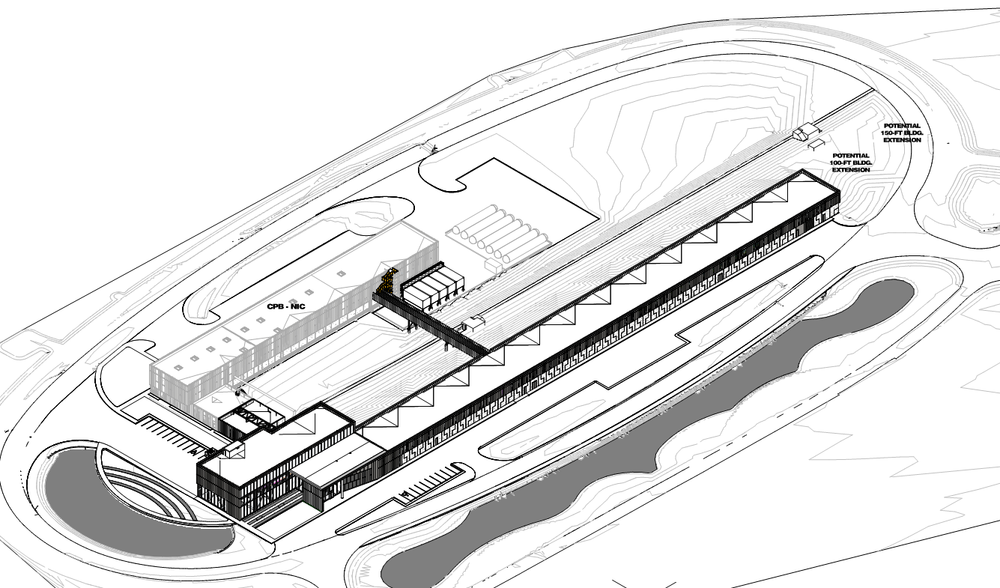 POTENTIAL
150-FT BLDG.
EXTENSION
POTENTIAL
100-FT BLDG.
EXTENSION
CPB - NIC